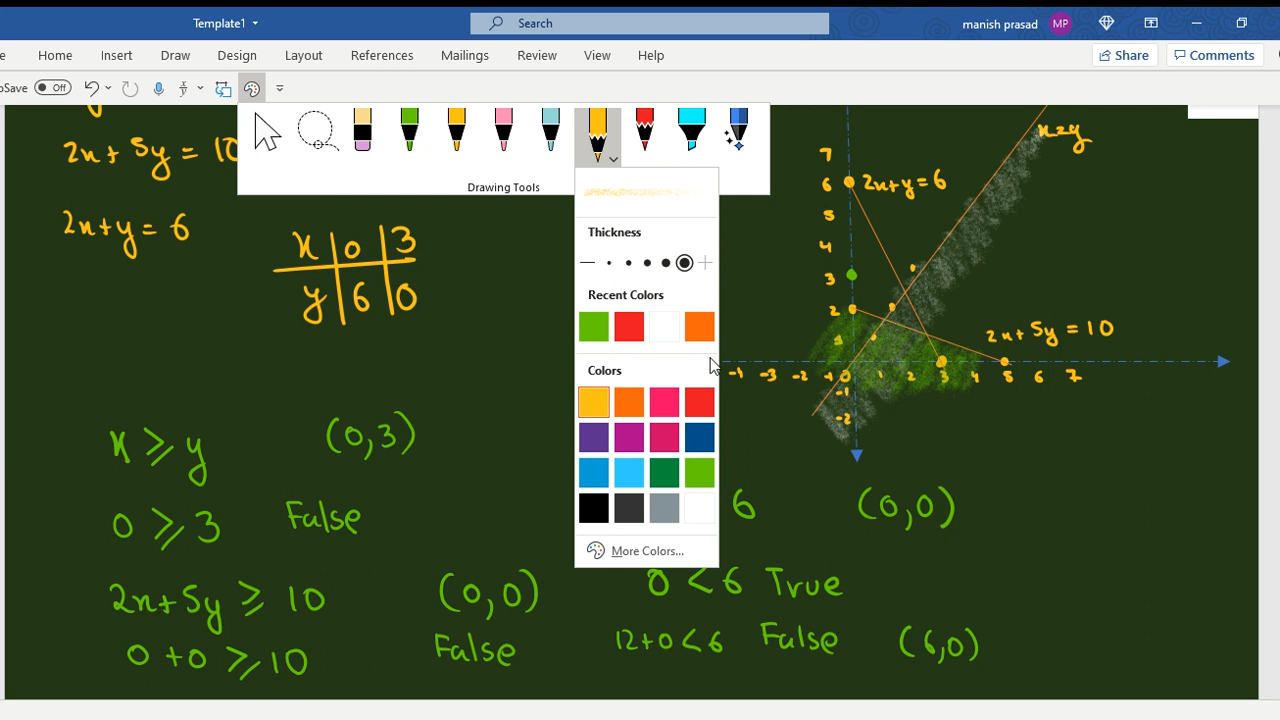 Template1
Search
manish prasad
MP
Home
Insert
Draw
Design
Layout
References
Mailings
Review
View
Help
Share
Comments
Save
Off
Drawing Tools
Thickness
Recent Colors
Colors
More Colors...
2x + 5y = 10
2x+y = 6
x | 0 | 3
y | 6 | 0
x=y
7
6
2x+y=6
5
4
3
2
1
2x + 5y = 10
-1 -3 -2 -1 0 1 2 3 4 5 6 7
-1
-2
x ⩾ y (0,3)
0 ⩾ 3 False
6 (0,0)
2x+5y ⩾ 10 (0,0)
0 < 6 True
0 +0 ⩾10 False
12+0 < 6 False (6,0)